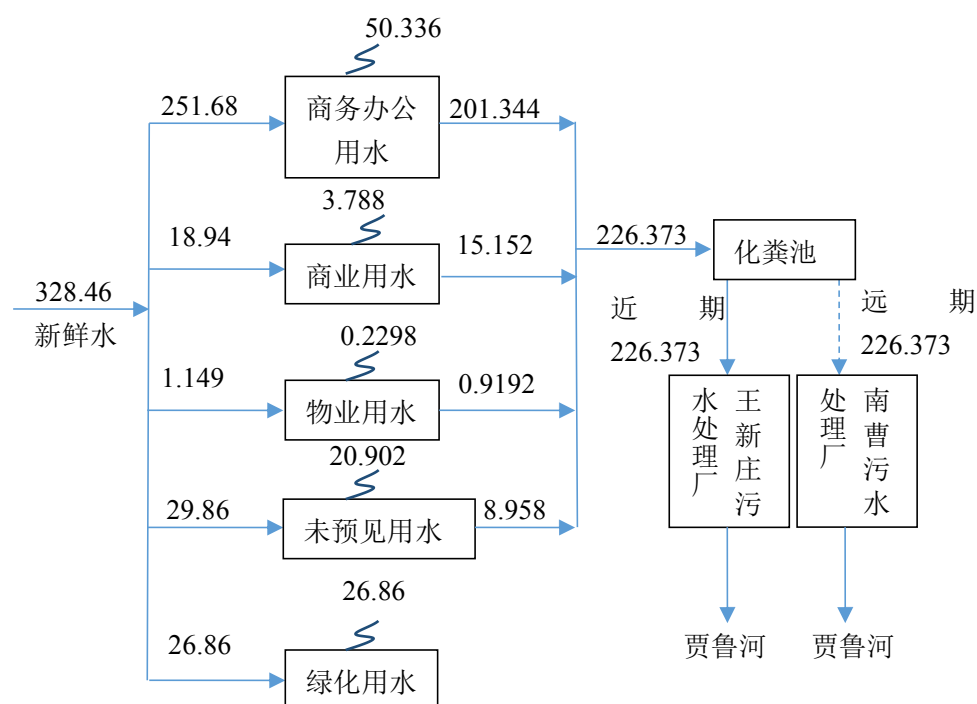 50.336
251.68
商务办公
用水
201.344
3.788
18.94
商业用水
15.152
226.373
化粪池
328.46
新鲜水
近 期
226.373
远 期
226.373
0.2298
1.149
物业用水
0.9192
王新庄污
水处理厂
南曹污水
处理厂
20.902
29.86
未预见用水
8.958
26.86
26.86
绿化用水
贾鲁河
贾鲁河